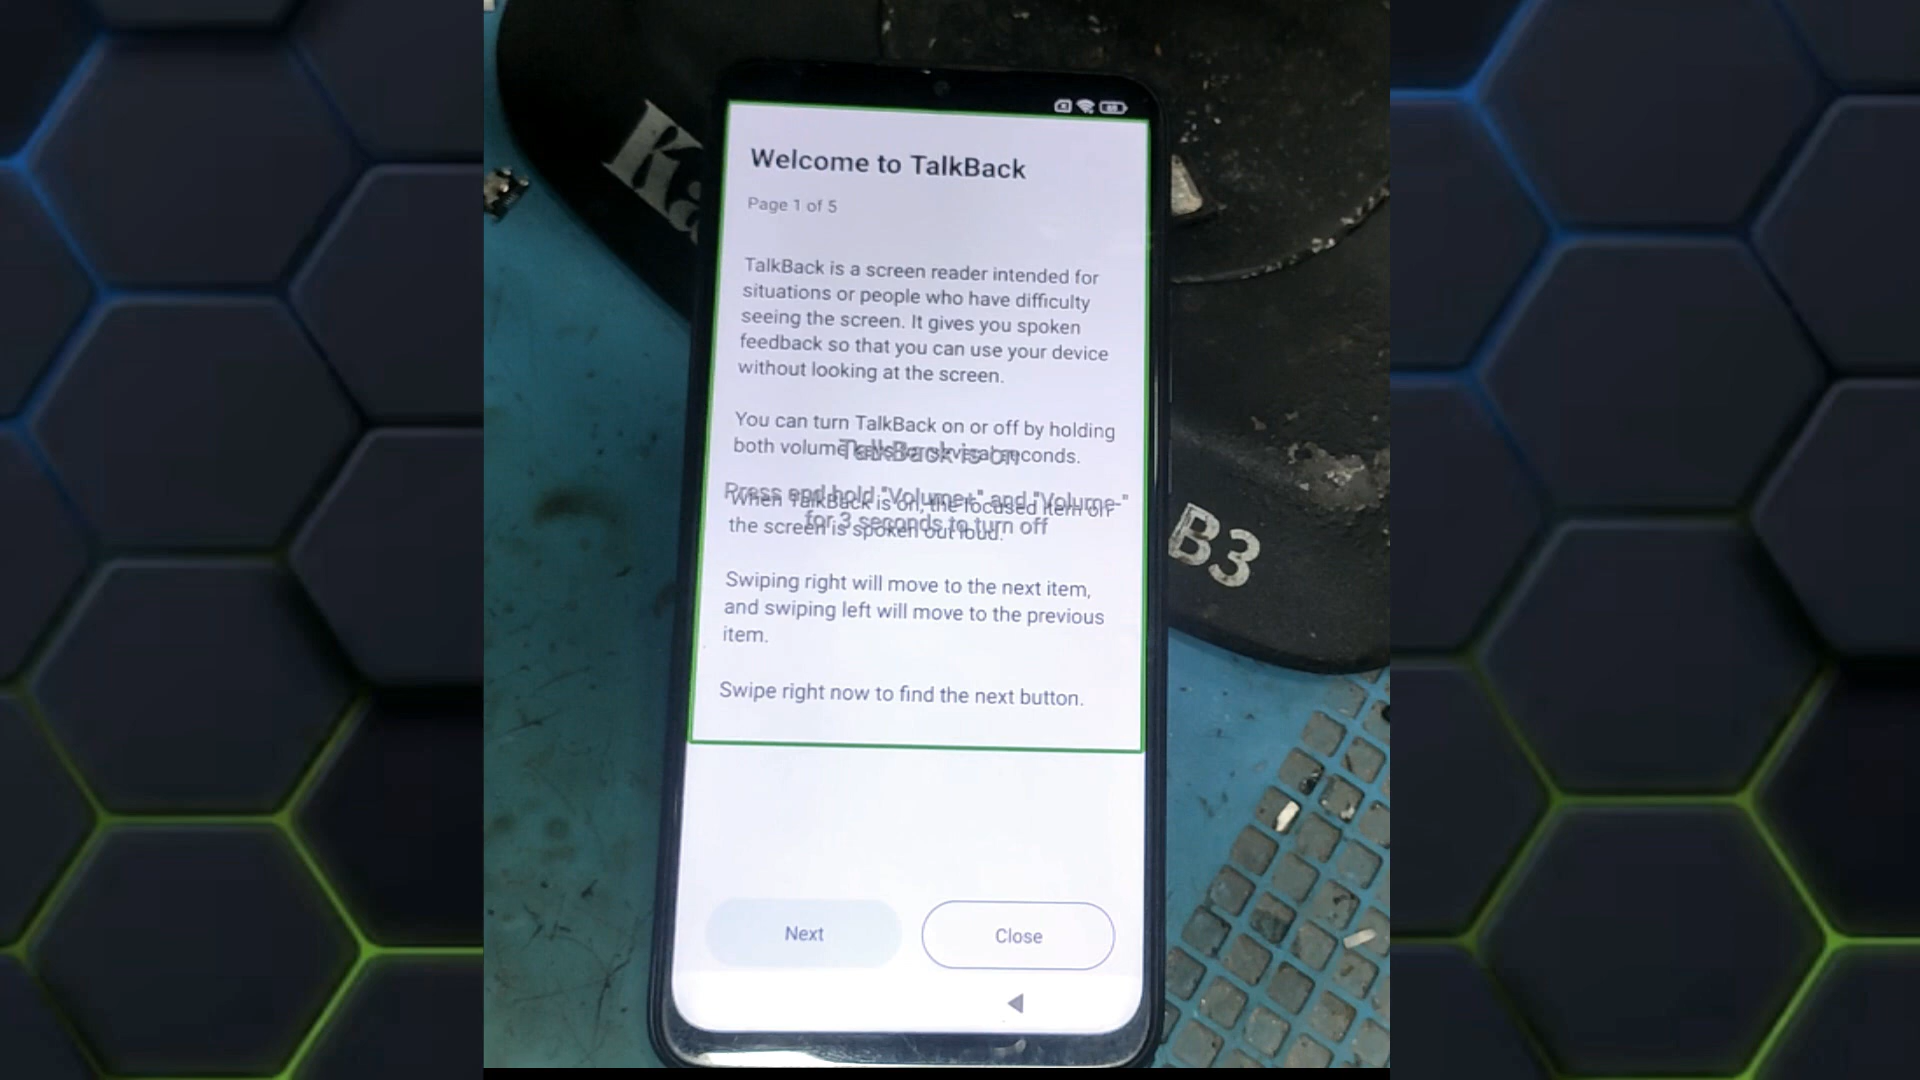 Welcome to TalkBack
Page 1 of 5
TalkBack is a screen reader intended for
situations or people who have difficulty
seeing the screen. It gives you spoken
feedback so that you can use your device
without looking at the screen.
You can turn TalkBack on or off by holding
both volume keys for several seconds.
TalkBack is on
Press and hold "Volume+" and "Volume-"
for 3 seconds to turn off
When TalkBack is on, the focused item on
the screen is spoken out loud.
Swiping right will move to the next item,
and swiping left will move to the previous
item.
Swipe right now to find the next button.
Next
Close
B3